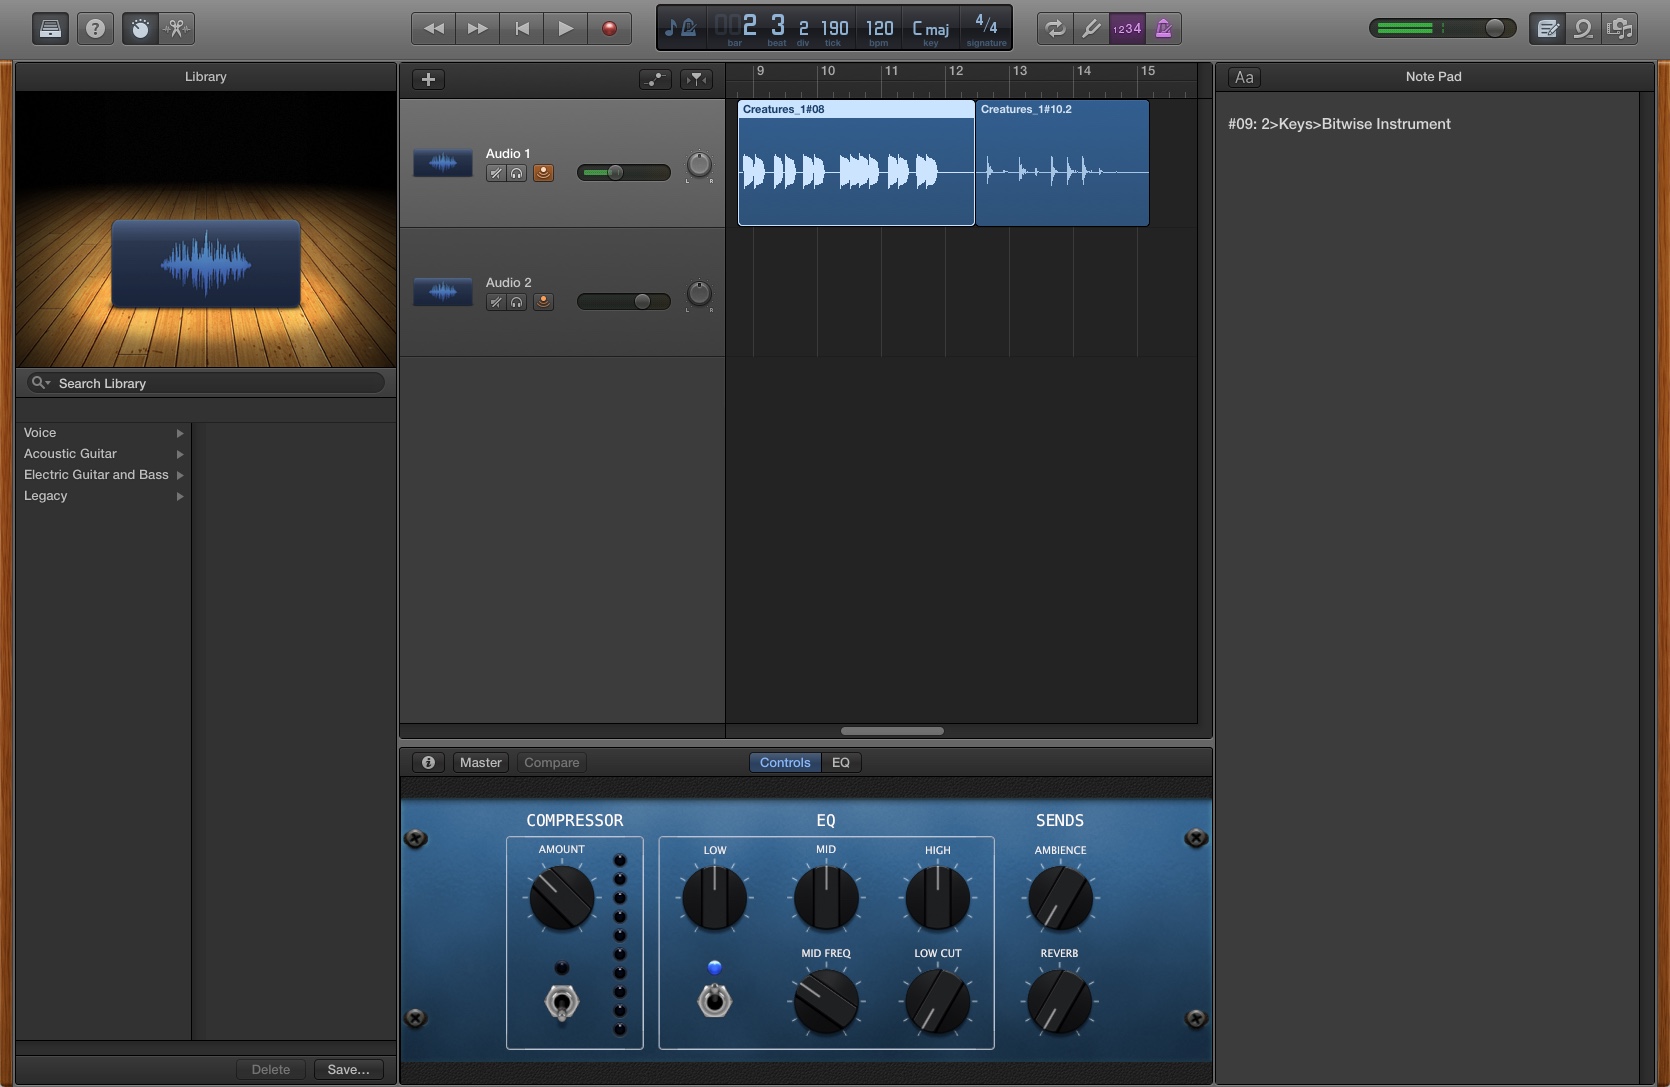 002 3 2 190 120 C maj 4/4
bar beat div tick bpm key signature
1234
Library
9 10 11 12 13 14 15
Aa
Note Pad
Creatures_1#08
Creatures_1#10.2
#09: 2>Keys>Bitwise Instrument
Audio 1
L R
Audio 2
L R
Search Library
Voice
Acoustic Guitar
Electric Guitar and Bass
Legacy
Master
Compare
Controls
EQ
COMPRESSOR
EQ
SENDS
AMOUNT
LOW
MID
HIGH
AMBIENCE
MID FREQ
LOW CUT
REVERB
Delete
Save...